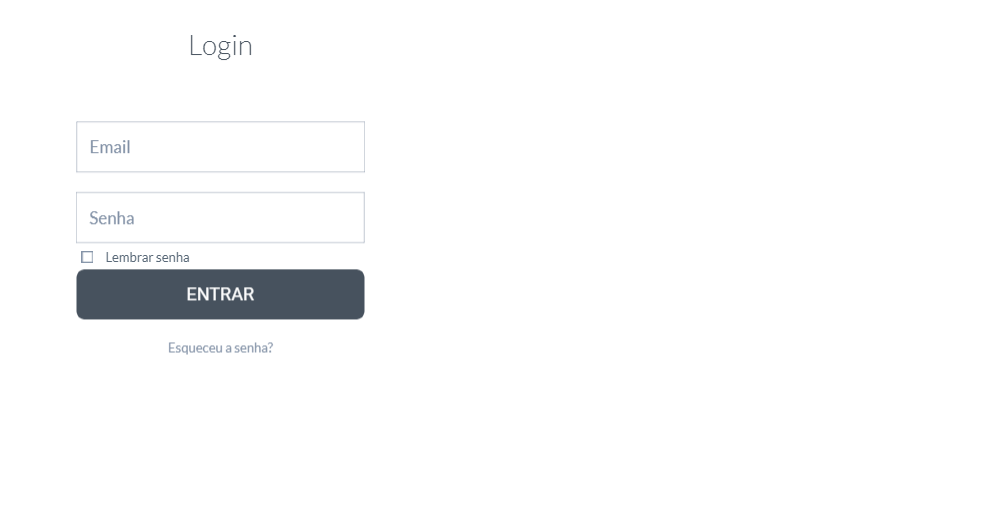 Login
Email
Senha
Lembrar senha
ENTRAR
Esqueceu a senha?